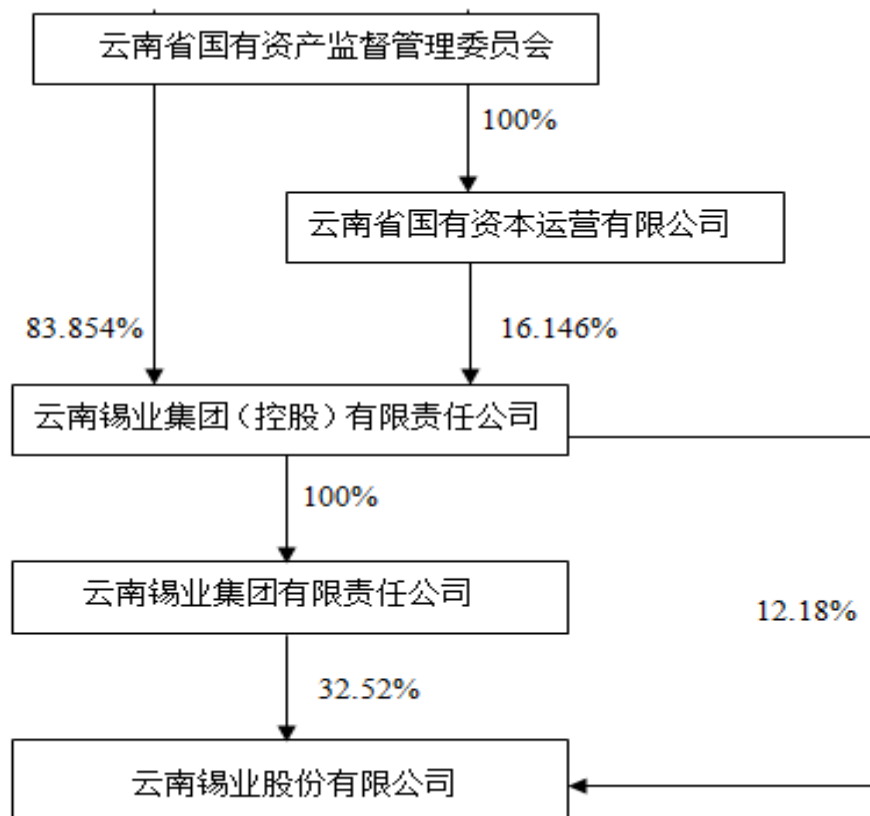 云南省国有资产监督管理委员会
100%
云南省国有资本运营有限公司
83.854%
16.146%
云南锡业集团（控股）有限责任公司
100%
云南锡业集团有限责任公司
12.18%
32.52%
云南锡业股份有限公司